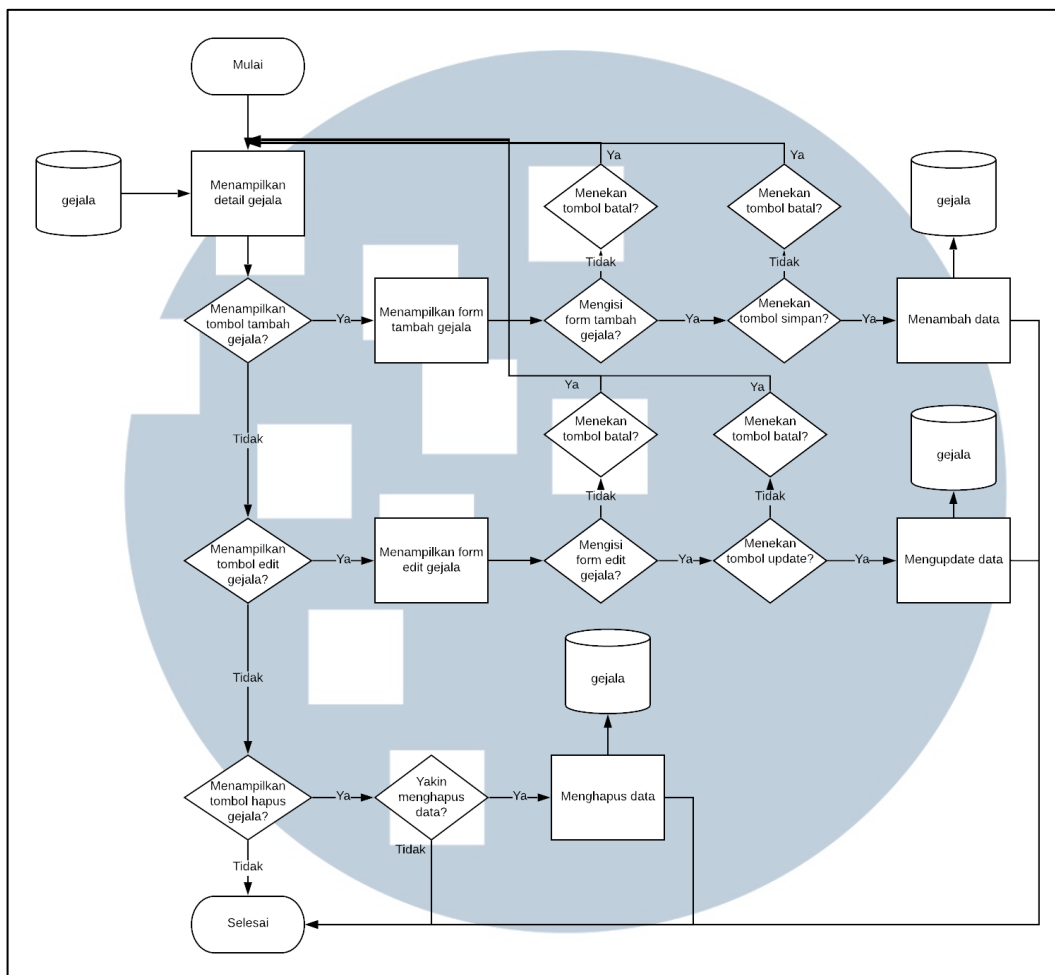 Mulai
gejala
Menampilkan
detail gejala
Ya
Menekan
tombol batal?
Ya
Menekan
tombol batal?
gejala
Tidak
Tidak
Menampilkan
tombol tambah
gejala?
Ya
Menampilkan form
tambah gejala
Mengisi
form tambah
gejala?
Ya
Menekan
tombol simpan?
Ya
Menambah data
Ya
Menekan
tombol batal?
Ya
Menekan
tombol batal?
gejala
Tidak
Tidak
Tidak
Menampilkan
tombol edit
gejala?
Ya
Menampilkan form
edit gejala
Mengisi
form edit
gejala?
Ya
Menekan
tombol update?
Ya
Mengupdate data
Tidak
gejala
Menampilkan
tombol hapus
gejala?
Ya
Yakin
menghapus
data?
Ya
Menghapus data
Tidak
Tidak
Selesai